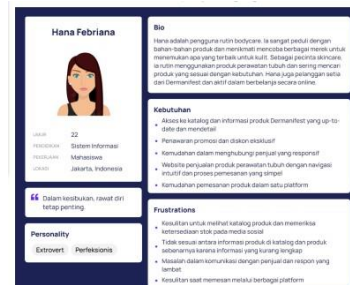 Hana Febriana
UMUR 22
PENDIDIKAN Sistem Informasi
PEKERJAAN Mahasiswa
LOKASI Jakarta, Indonesia
Dalam kesibukan, rawat diri
tetap penting.
Personality
Extrovert Perfeksionis
Bio
Hana adalah pengguna rutin bodycare. Ia sangat peduli dengan
bahan-bahan produk dan menikmati mencoba berbagai merek untuk
menemukan apa yang terbaik untuk kulit. Sebagai pecinta skincare,
ia rutin menggunakan produk perawatan tubuh dan sering mencari
produk yang sesuai dengan kebutuhan. Hana juga pelanggan setia
dari Dermanifest dan aktif dalam berbelanja secara online.
Kebutuhan
Akses ke katalog dan informasi produk Dermanifest yang up-to-
date dan mendetail
Penawaran promosi dan diskon eksklusif
Kemudahan dalam menghubungi penjual yang responsif
Website penjualan produk perawatan tubuh dengan navigasi
intuitif dan proses pemesanan yang simpel
Kemudahan pemesanan produk dalam satu platform
Frustrations
Kesulitan untuk melihat katalog produk dan memeriksa
ketersediaan stok pada media sosial
Tidak sesuai antara informasi produk di katalog dan produk
sebenarnya karena informasi yang kurang lengkap
Masalah dalam komunikasi dengan penjual dan respon yang
lambat
Kesulitan saat memesan melalui berbagai platform